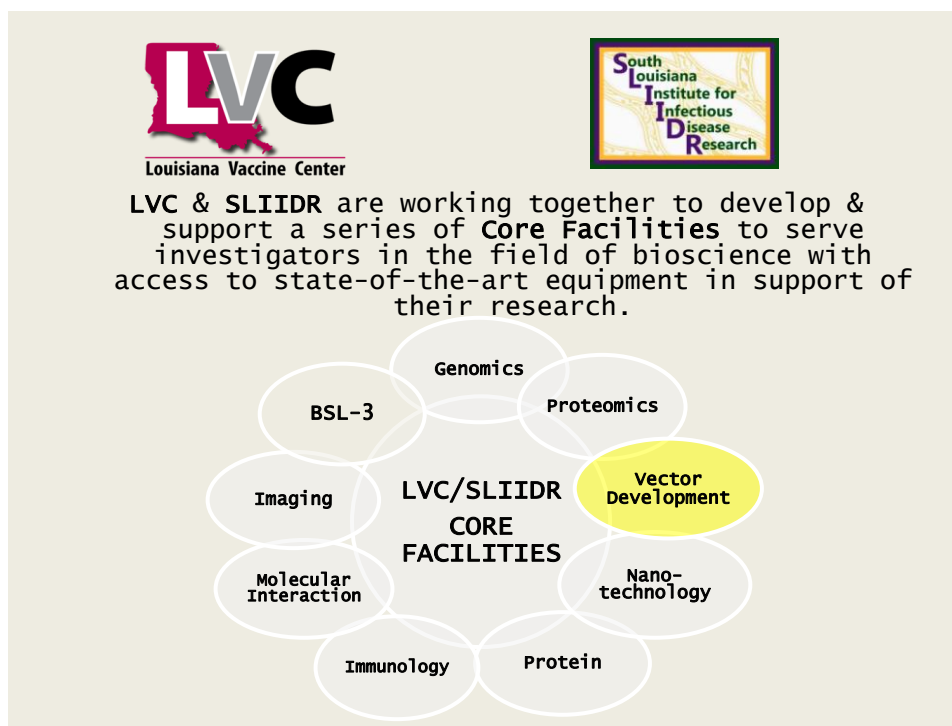 LVC
Louisiana Vaccine Center
South
Louisiana
Institute for
Infectious
Disease
Research
LVC & SLIIDR are working together to develop &
support a series of Core Facilities to serve
investigators in the field of bioscience with
access to state-of-the-art equipment in support of
their research.
Genomics
Proteomics
BSL-3
Vector
Development
Imaging
LVC/SLIIDR
CORE
FACILITIES
Nano-
technology
Molecular
Interaction
Protein
Immunology